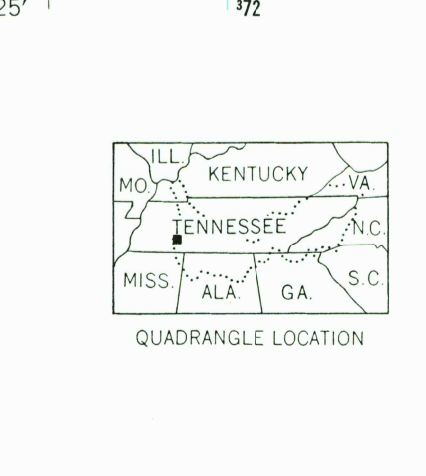 25′ ³72
ILL.
KENTUCKY
MO. VA.
TENNESSEE
N.C.
MISS. ALA. GA. S.C.
QUADRANGLE LOCATION